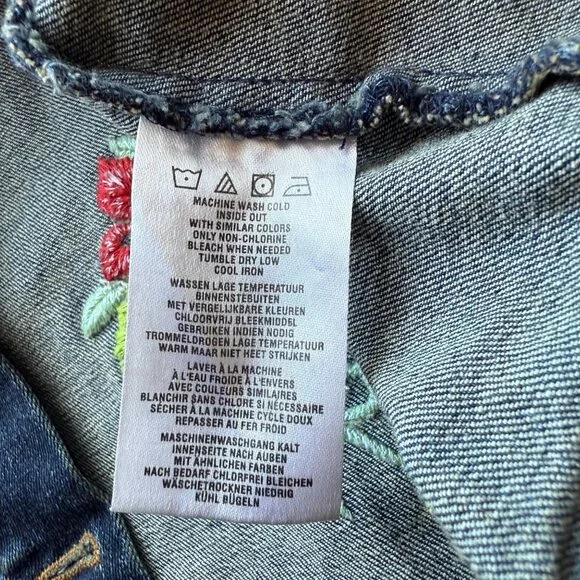 MACHINE WASH COLD
INSIDE OUT
WITH SIMILAR COLORS
ONLY NON-CHLORINE
BLEACH WHEN NEEDED
TUMBLE DRY LOW
COOL IRON
WASSEN LAGE TEMPERATUUR
BINNENSTEBUITEN
MET VERGELIJKBARE KLEUREN
CHLOORVRIJ BLEEKMIDDEL
GEBRUIKEN INDIEN NODIG
TROMMELDROGEN LAGE TEMPERATUUR
WARM MAAR NIET HEET STRIJKEN
LAVER À LA MACHINE
À L'EAU FROIDE À L'ENVERS
AVEC COULEURS SIMILAIRES
BLANCHIR SANS CHLORE SI NÉCESSAIRE
SÉCHER À LA MACHINE CYCLE DOUX
REPASSER AU FER FROID
MASCHINENWASCHGANG KALT
INNENSEITE NACH AUßEN
MIT ÄHNLICHEN FARBEN
NACH BEDARF CHLORFREI BLEICHEN
WÄSCHETROCKNER NIEDRIG
KÜHL BÜGELN